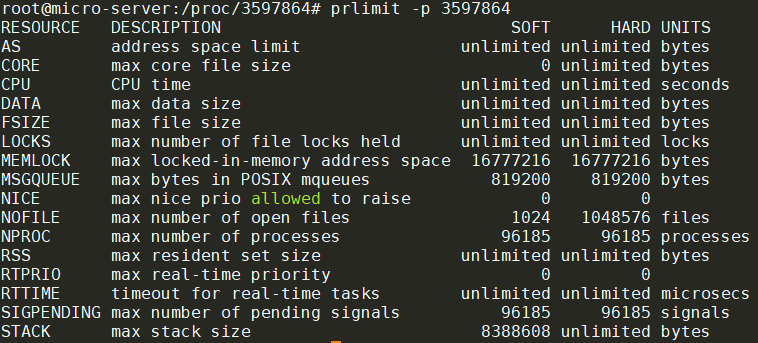 root@micro-server:/proc/3597864# prlimit -p 3597864
RESOURCE   DESCRIPTION                             SOFT      HARD UNITS
AS         address space limit                unlimited unlimited bytes
CORE       max core file size                         0 unlimited bytes
CPU        CPU time                           unlimited unlimited seconds
DATA       max data size                      unlimited unlimited bytes
FSIZE      max file size                      unlimited unlimited bytes
LOCKS      max number of file locks held      unlimited unlimited locks
MEMLOCK    max locked-in-memory address space  16777216  16777216 bytes
MSGQUEUE   max bytes in POSIX mqueues            819200    819200 bytes
NICE       max nice prio allowed to raise             0         0
NOFILE     max number of open files                1024   1048576 files
NPROC      max number of processes                96185     96185 processes
RSS        max resident set size              unlimited unlimited bytes
RTPRIO     max real-time priority                     0         0
RTTIME     timeout for real-time tasks        unlimited unlimited microsecs
SIGPENDING max number of pending signals          96185     96185 signals
STACK      max stack size                       8388608 unlimited bytes